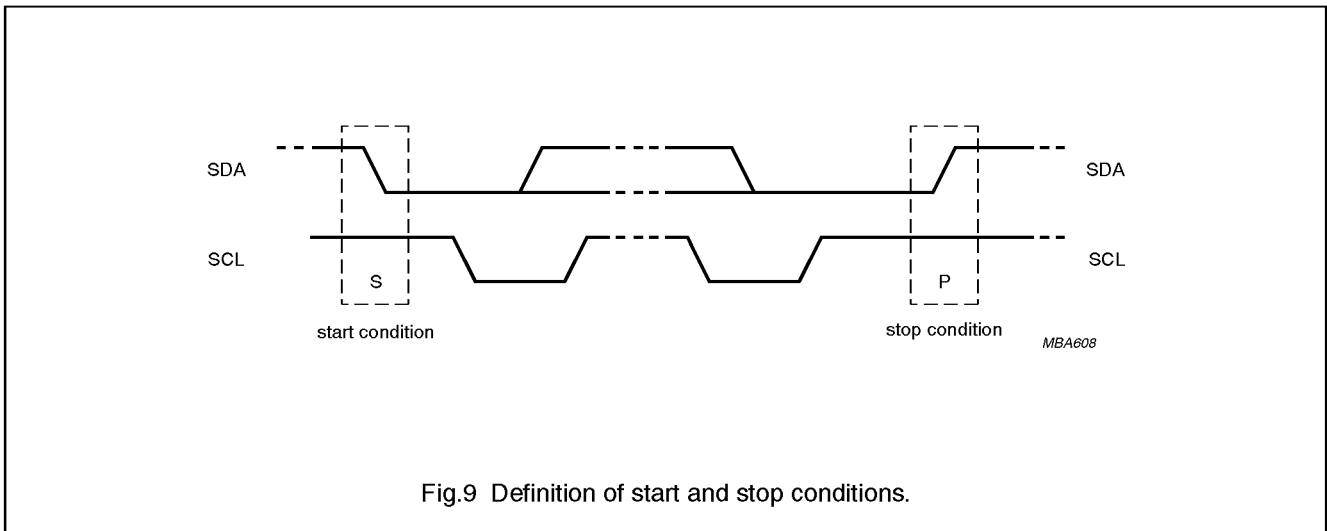 SDA
SDA
SCL
SCL
S
P
start condition
stop condition
MBA608
Fig.9 Definition of start and stop conditions.